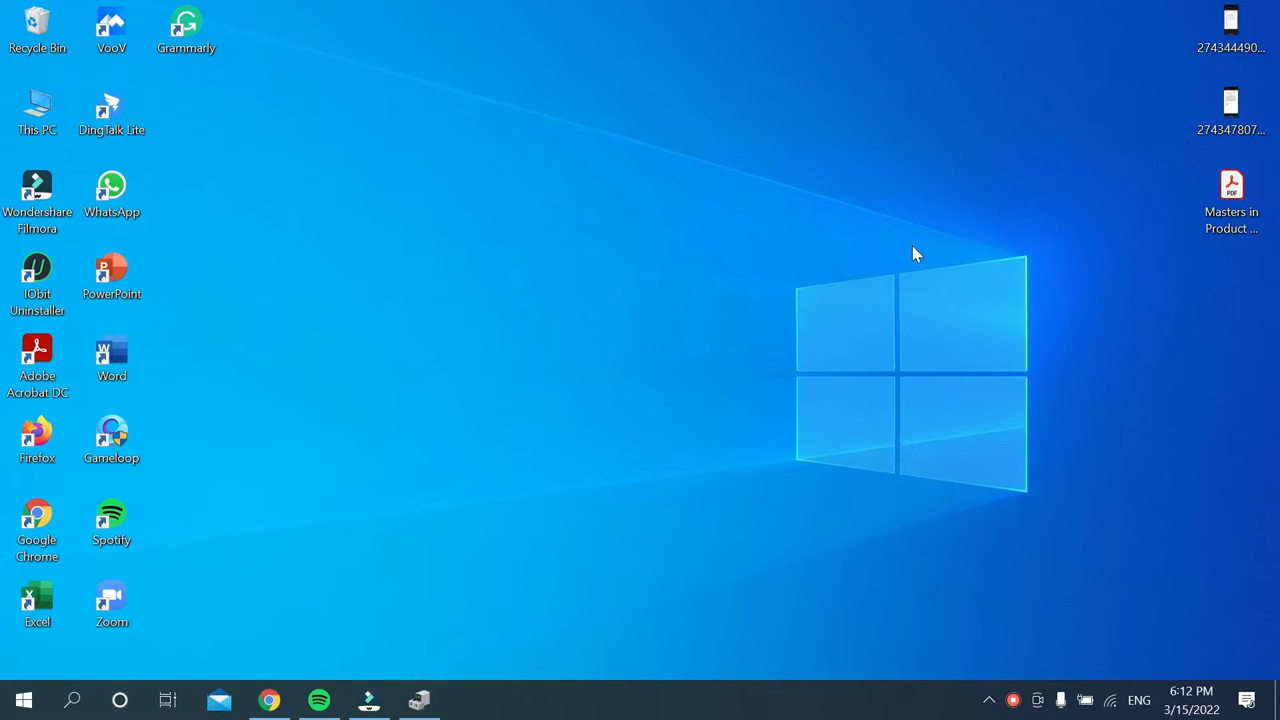 Recycle Bin
VooV
Grammarly
This PC
DingTalk Lite
Wondershare
Filmora
WhatsApp
IObit
Uninstaller
PowerPoint
Adobe
Acrobat DC
Word
Firefox
Gameloop
Google
Chrome
Spotify
Excel
Zoom
274344490...
274347807...
PDF
Masters in
Product ...
ENG
6:12 PM
3/15/2022